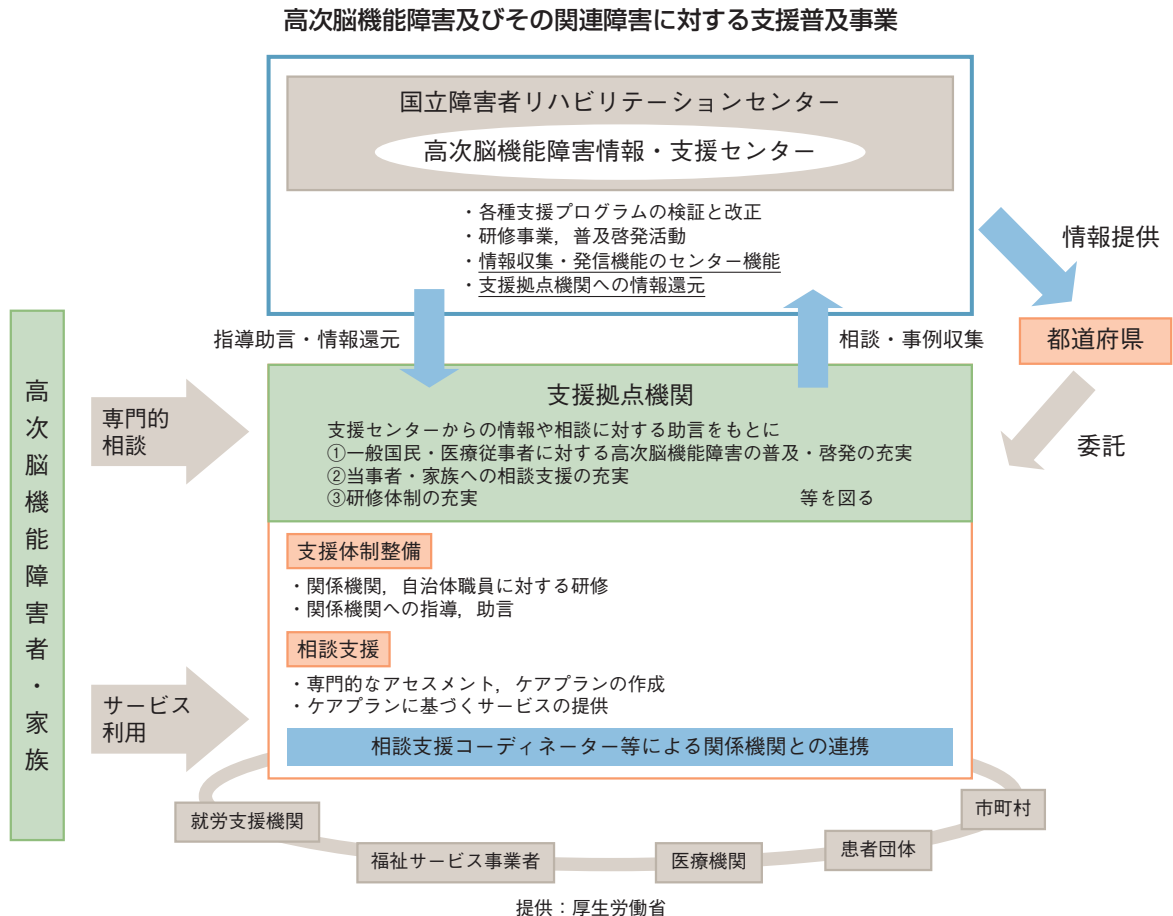 高次脳機能障害及びその関連障害に対する支援普及事業
国立障害者リハビリテーションセンター
高次脳機能障害情報・支援センター
・各種支援プログラムの検証と改正
・研修事業，普及啓発活動
・情報収集・発信機能のセンター機能
・支援拠点機関への情報還元
情報提供
都道府県
委託
指導助言・情報還元
相談・事例収集
高次脳機能障害者・家族
専門的
相談
支援拠点機関
支援センターからの情報や相談に対する助言をもとに
①一般国民・医療従事者に対する高次脳機能障害の普及・啓発の充実
②当事者・家族への相談支援の充実
③研修体制の充実 等を図る
支援体制整備
・関係機関，自治体職員に対する研修
・関係機関への指導，助言
相談支援
・専門的なアセスメント，ケアプランの作成
・ケアプランに基づくサービスの提供
サービス
利用
相談支援コーディネーター等による関係機関との連携
就労支援機関
福祉サービス事業者
医療機関
患者団体
市町村
提供：厚生労働省